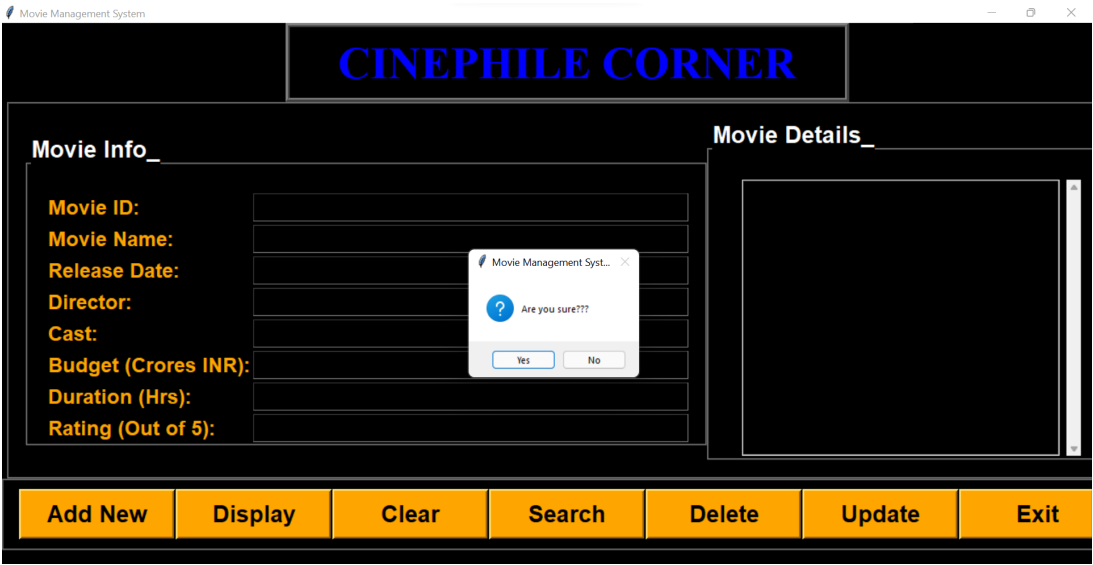 Movie Management System
CINEPHILE CORNER
Movie Info_
Movie Details_
Movie ID:
Movie Name:
Release Date:
Director:
Cast:
Budget (Crores INR):
Duration (Hrs):
Rating (Out of 5):
Movie Management Syst...
?
Are you sure???
Yes No
Add New Display Clear Search Delete Update Exit